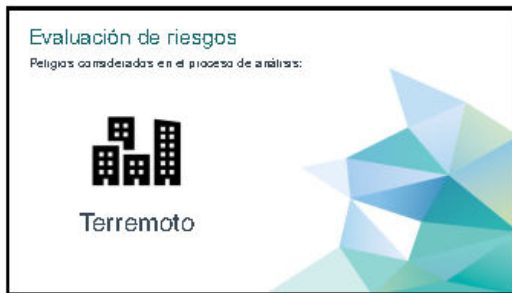 Evaluación de riesgos
Peligros considerados en el proceso de análisis:
Terremoto